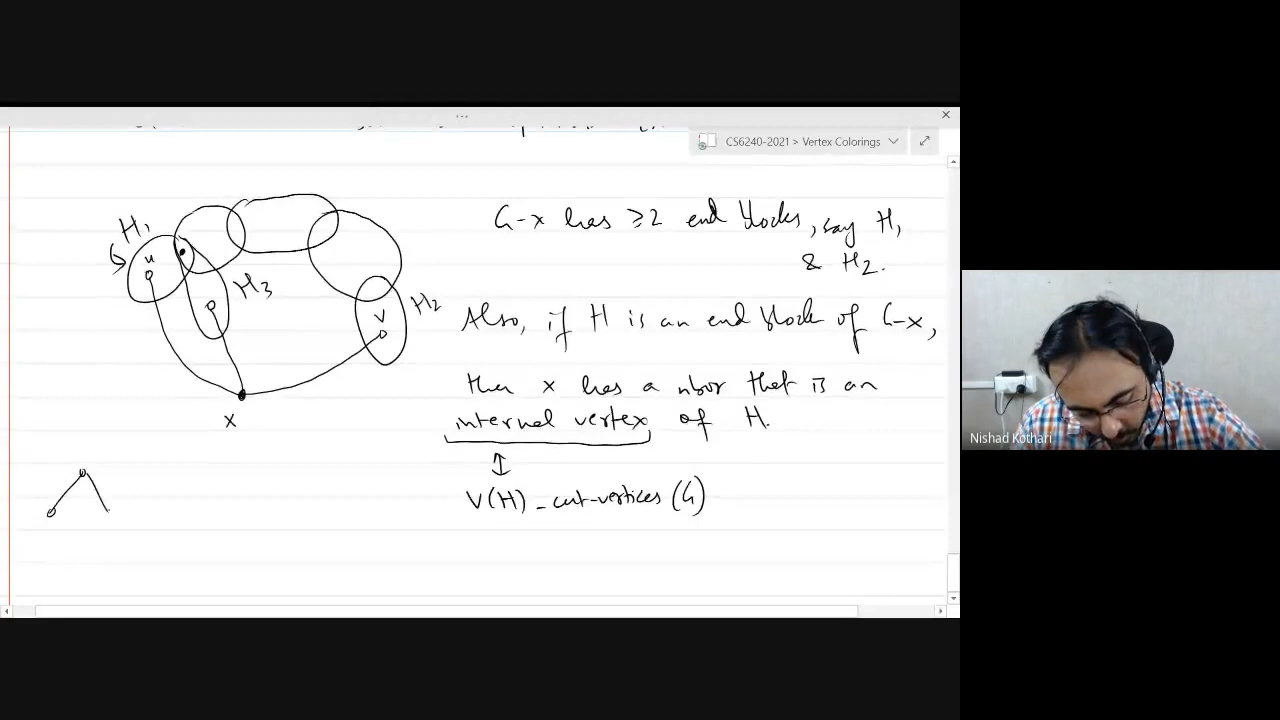 CS6240-2021 > Vertex Colorings
H₁
u
H₃
H₂
v
x
G-x has ≥2 end blocks, say H₁
& H₂.
Also, if H is an end block of G-x,
then x has a nbor that is an
internal vertex of H.
↕
V(H) - cut-vertices (G)
Nishad Kothari